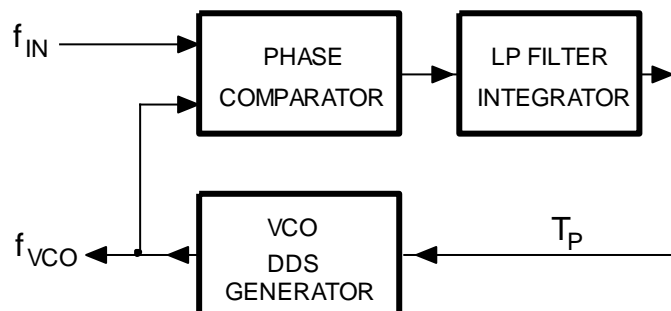 f_IN
PHASE
COMPARATOR
LP FILTER
INTEGRATOR
f_VCO
VCO
DDS
GENERATOR
T_P